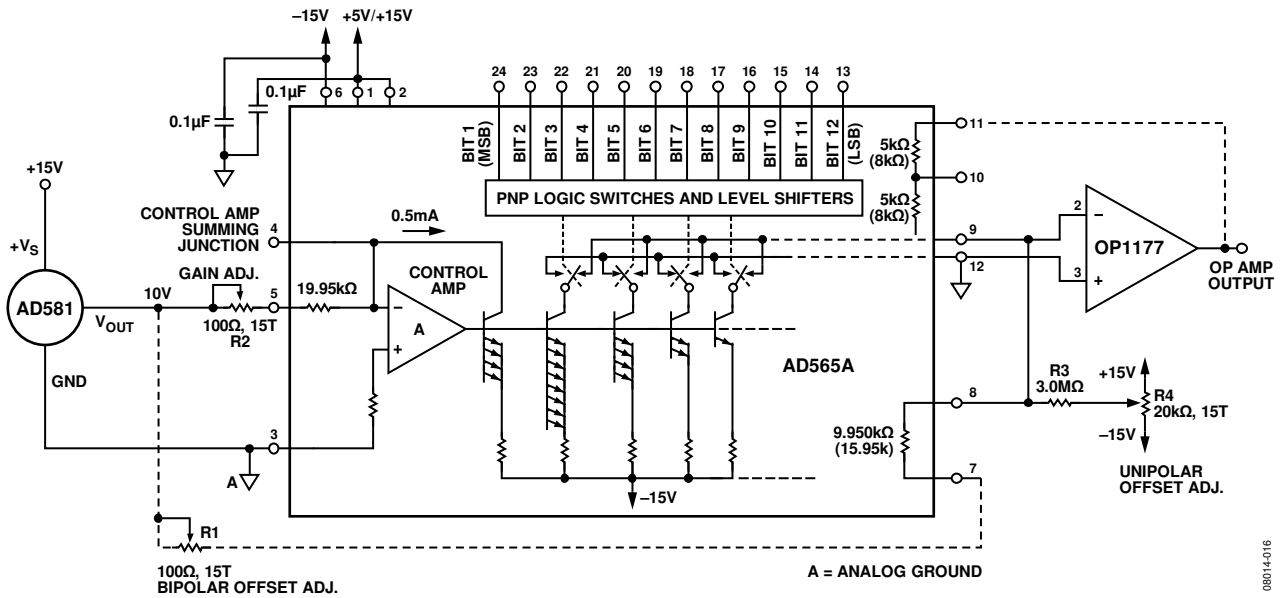 –15V
+5V/+15V
0.1µF
0.1µF
6
1
2
24
23
22
21
20
19
18
17
16
15
14
13
BIT 1
(MSB)
BIT 2
BIT 3
BIT 4
BIT 5
BIT 6
BIT 7
BIT 8
BIT 9
BIT 10
BIT 11
BIT 12
(LSB)
PNP LOGIC SWITCHES AND LEVEL SHIFTERS
5kΩ
(8kΩ)
5kΩ
(8kΩ)
11
10
9
12
2
–
3
+
OP1177
OP AMP
OUTPUT
+15V
+VS
AD581
VOUT
GND
10V
CONTROL AMP
SUMMING
JUNCTION
4
0.5mA
GAIN ADJ.
5
100Ω, 15T
R2
19.95kΩ
CONTROL
AMP
–
A
+
3
A
AD565A
–15V
9.950kΩ
(15.95k)
8
7
R3
3.0MΩ
+15V
R4
20kΩ, 15T
–15V
UNIPOLAR
OFFSET ADJ.
R1
100Ω, 15T
BIPOLAR OFFSET ADJ.
A = ANALOG GROUND
08014-016